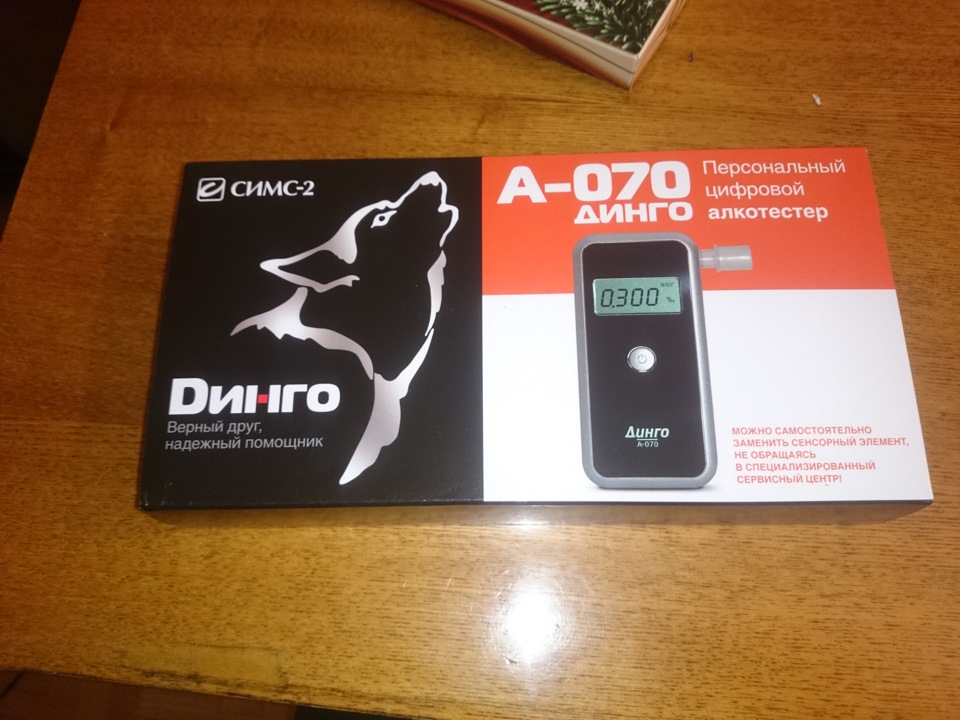 СИМС-2
Динго
Верный друг,
надежный помощник
А-070
ДИНГО
Персональный
цифровой
алкотестер
0.300
‰
Динго
А-070
МОЖНО САМОСТОЯТЕЛЬНО
ЗАМЕНИТЬ СЕНСОРНЫЙ ЭЛЕМЕНТ,
НЕ ОБРАЩАЯСЬ
В СПЕЦИАЛИЗИРОВАННЫЙ
СЕРВИСНЫЙ ЦЕНТР!